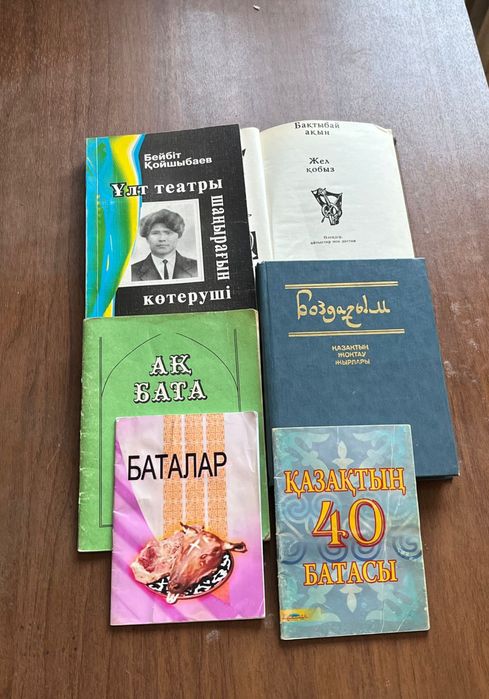 Бейбіт
Қойшыбаев
Ұлт театры
шаңырағын
көтеруші
Бақтыбай
ақын
Жел
қобыз
Боздағым
ҚАЗАҚТЫҢ
ЖОҚТАУ
ЖЫРЛАРЫ
АҚ
БАТА
БАТАЛАР
ҚАЗАҚТЫҢ
40
БАТАСЫ